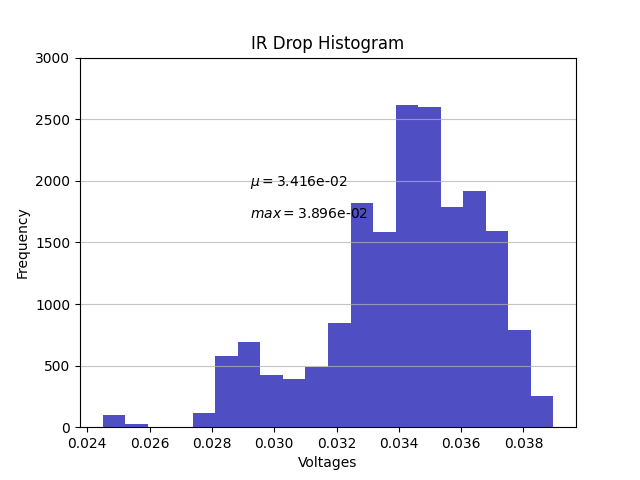 IR Drop Histogram
3000
2500
2000
1500
1000
500
0
Frequency
μ = 3.416e-02
max = 3.896e-02
0.024 0.026 0.028 0.030 0.032 0.034 0.036 0.038
Voltages